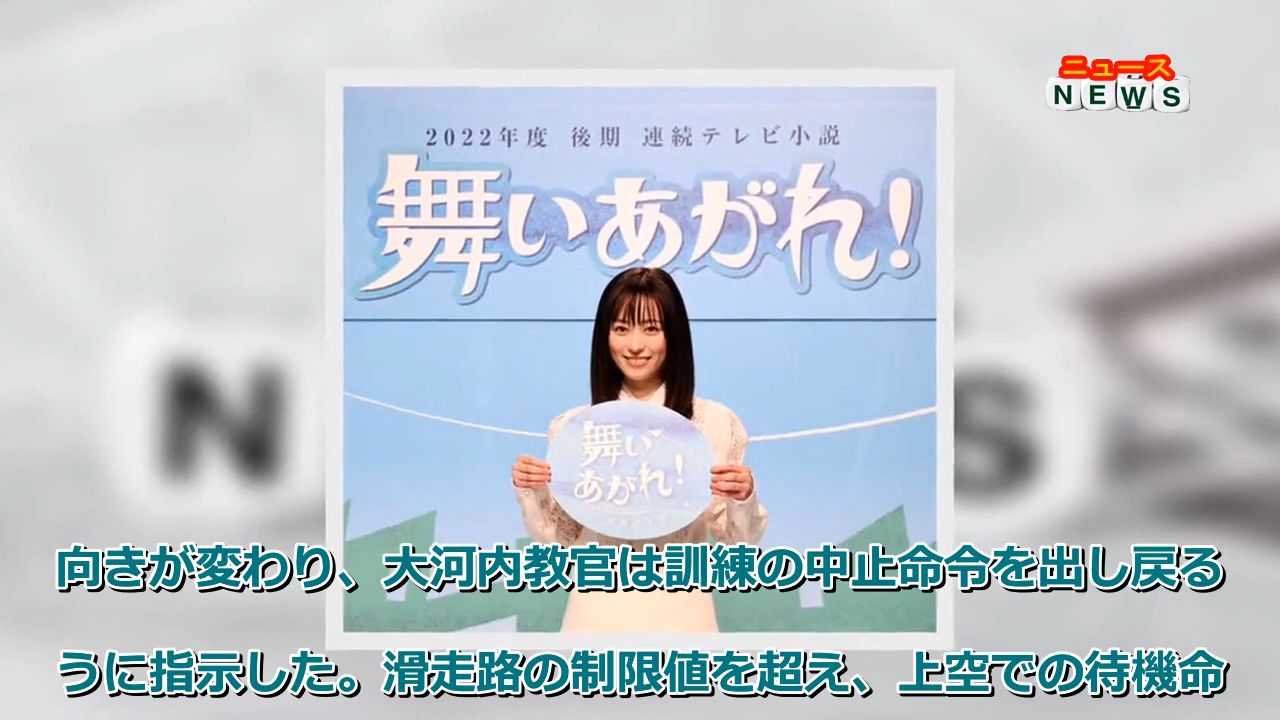 ニュース
NEWS
2022年度 後期 連続テレビ小説
舞いあがれ!
舞い
あがれ!
向きが変わり、大河内教官は訓練の中止命令を出し戻る
うに指示した。滑走路の制限値を超え、上空での待機命